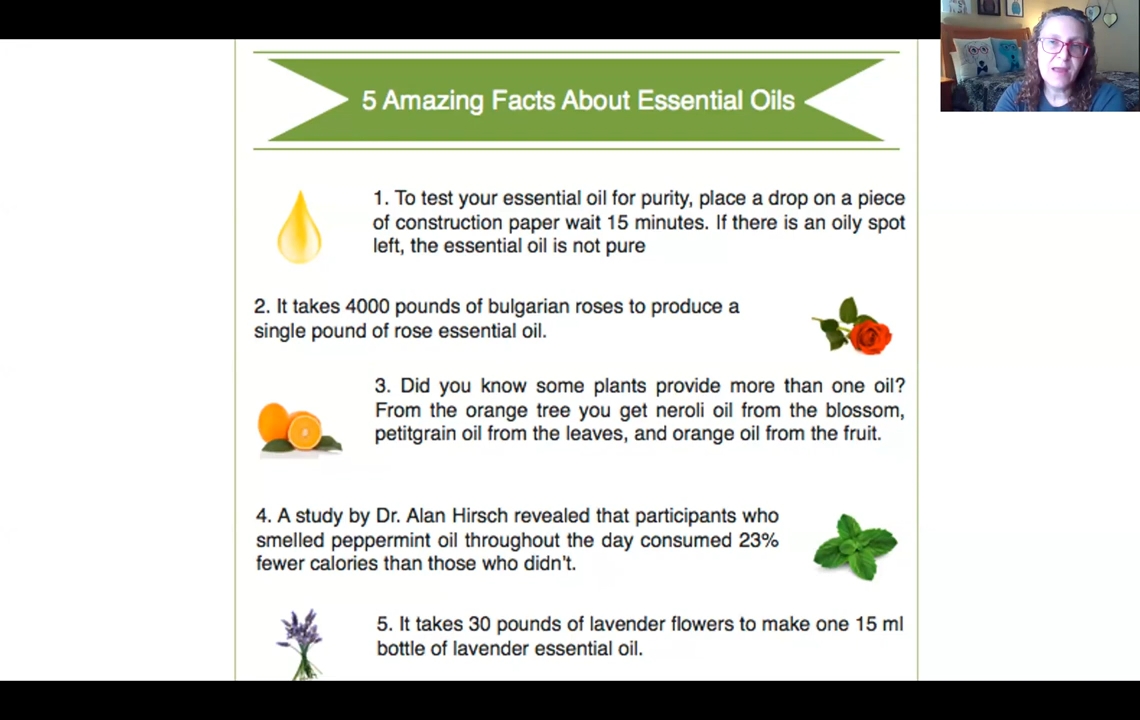 5 Amazing Facts About Essential Oils
1. To test your essential oil for purity, place a drop on a piece
of construction paper wait 15 minutes. If there is an oily spot
left, the essential oil is not pure
2. It takes 4000 pounds of bulgarian roses to produce a
single pound of rose essential oil.
3. Did you know some plants provide more than one oil?
From the orange tree you get neroli oil from the blossom,
petitgrain oil from the leaves, and orange oil from the fruit.
4. A study by Dr. Alan Hirsch revealed that participants who
smelled peppermint oil throughout the day consumed 23%
fewer calories than those who didn't.
5. It takes 30 pounds of lavender flowers to make one 15 ml
bottle of lavender essential oil.